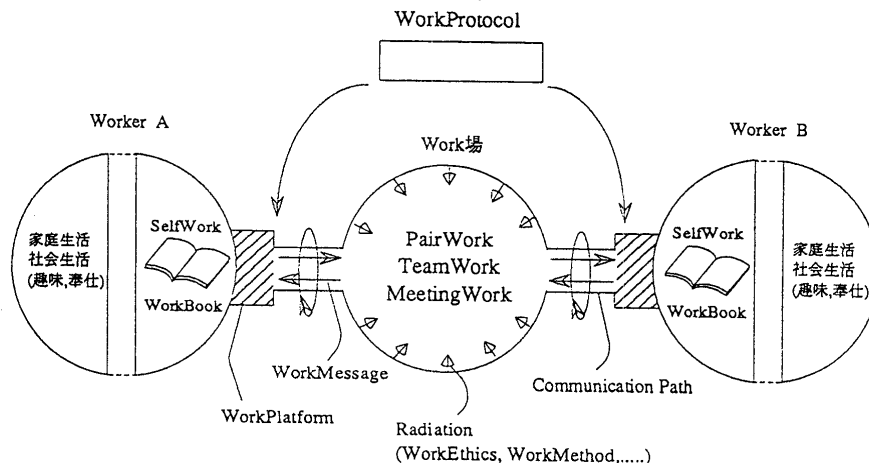 WorkProtocol
Worker A
Work場
Worker B
家庭生活
社会生活
(趣味,奉仕)
SelfWork
WorkBook
PairWork
TeamWork
MeetingWork
SelfWork
WorkBook
家庭生活
社会生活
(趣味,奉仕)
WorkMessage
WorkPlatform
Communication Path
Radiation
(WorkEthics, WorkMethod,.....)